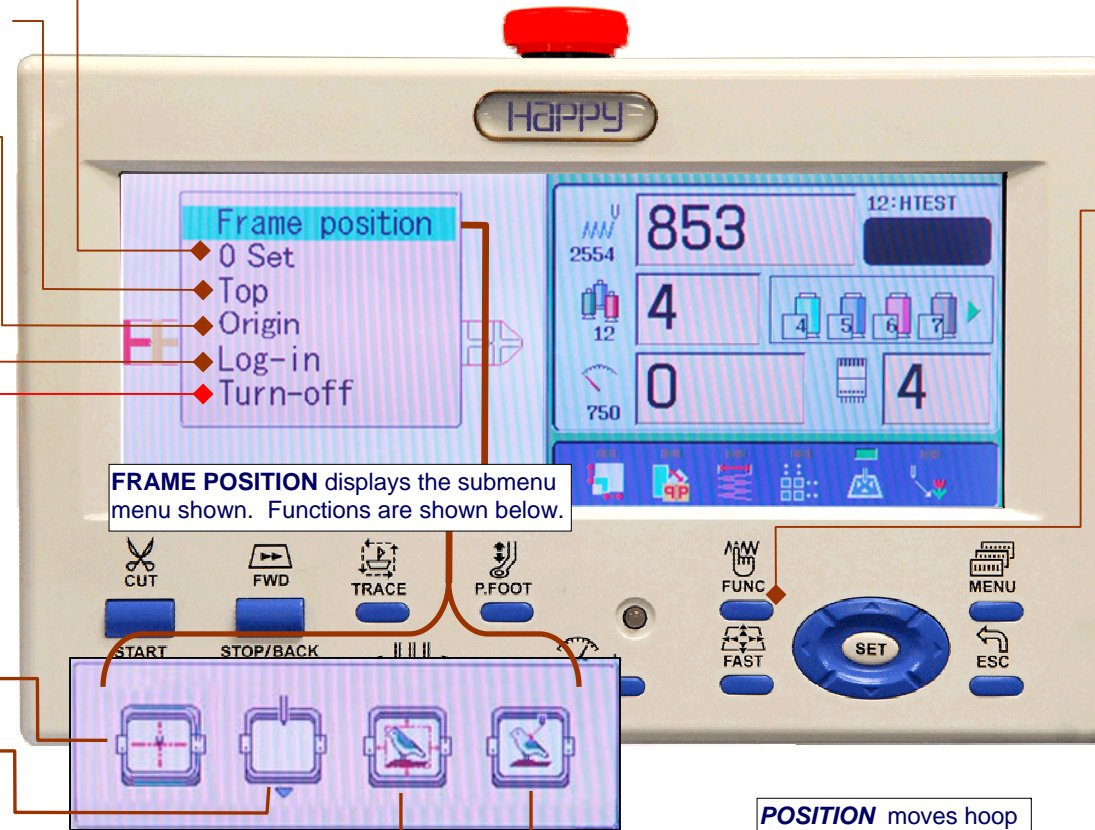 Happy
Frame position
0 Set
Top
Origin
Log-in
Turn-off
853
2554
12:HTEST
4
12
4 5 6 7
0
750
4
FRAME POSITION displays the submenu
menu shown. Functions are shown below.
CUT
FWD
TRACE
P.FOOT
FUNC
MENU
START
STOP/BACK
FAST
SET
ESC
POSITION moves hoop